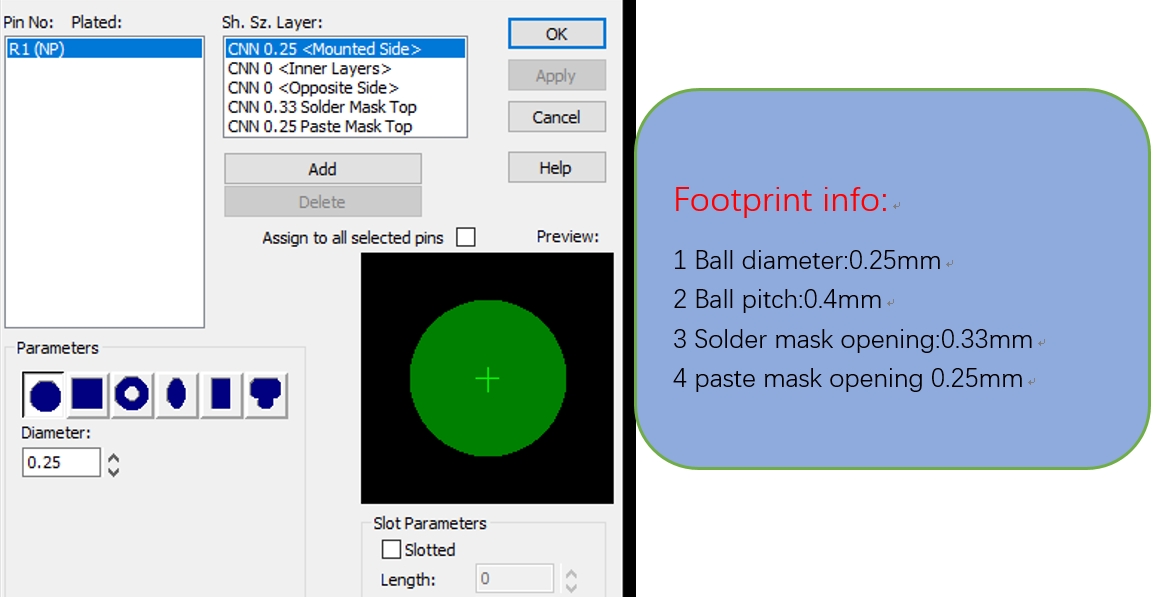 Pin No: Plated:
R1 (NP)
Sh. Sz. Layer:
CNN 0.25 <Mounted Side>
CNN 0 <Inner Layers>
CNN 0 <Opposite Side>
CNN 0.33 Solder Mask Top
CNN 0.25 Paste Mask Top
OK
Apply
Cancel
Help
Add
Delete
Assign to all selected pins
Preview:
Parameters
Diameter:
0.25
Slot Parameters
Slotted
Length:
0
Footprint info:
1 Ball diameter:0.25mm
2 Ball pitch:0.4mm
3 Solder mask opening:0.33mm
4 paste mask opening 0.25mm